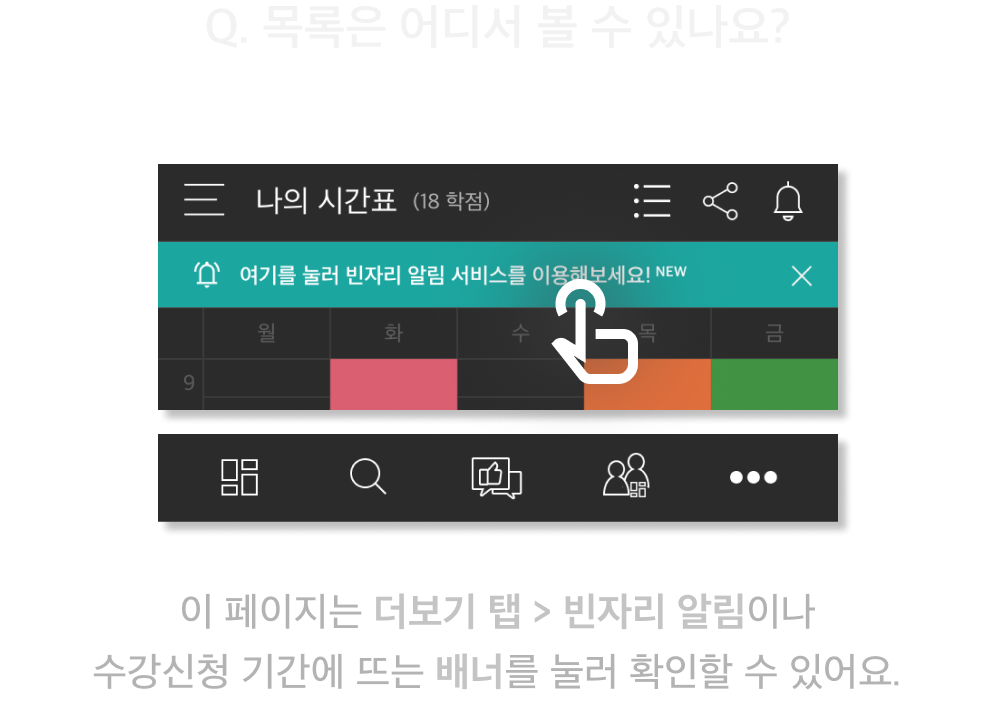 Q. 목록은 어디서 볼 수 있나요?
나의 시간표 (18 학점)
여기를 눌러 빈자리 알림 서비스를 이용해보세요! NEW
월 화 수 목 금
9
이 페이지는 더보기 탭 > 빈자리 알림이나
수강신청 기간에 뜨는 배너를 눌러 확인할 수 있어요.